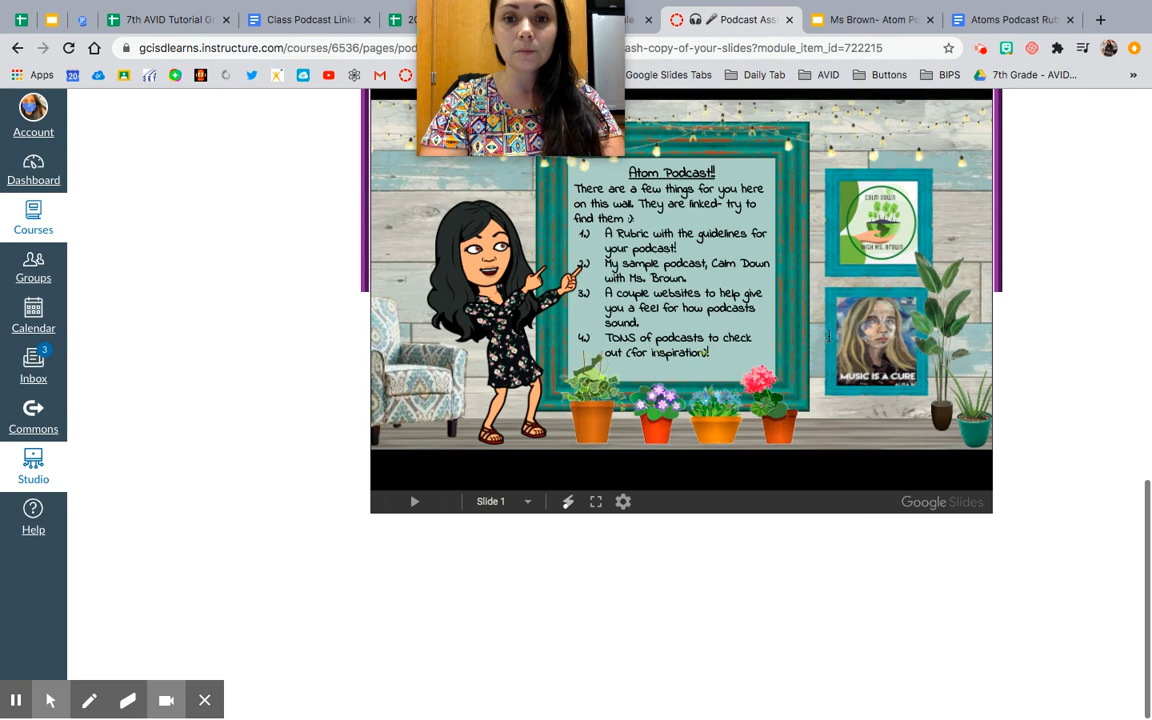 7th AVID Tutorial Gr
Class Podcast Links
20
ule
Podcast Assi
Ms Brown- Atom Po
Atoms Podcast Rub
gcisdlearns.instructure.com/courses/6536/pages/pod
ash-copy-of-your-slides?module_item_id=722215
Apps
20
Google Slides Tabs
Daily Tab
AVID
Buttons
BIPS
7th Grade - AVID...
Account
Dashboard
Courses
Groups
Calendar
3
Inbox
Commons
Studio
Help
Atom Podcast!!
There are a few things for you here
on this wall. They are linked- try to
find them :)
1.) A Rubric with the guidelines for
your podcast!
2.) My sample podcast, Calm Down
with Ms. Brown.
3.) A couple websites to help give
you a feel for how podcasts
sound.
4.) TONS of podcasts to check
out (for inspiration)!
CALM DOWN
WITH MS. BROWN
MUSIC IS A CURE
Slide 1
Google Slides